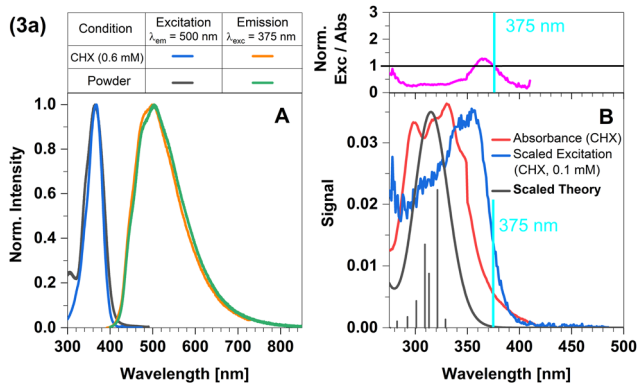 (3a)
Condition Excitation Emission
λem = 500 nm λexc = 375 nm
CHX (0.6 mM)
Powder
A
1.0
0.8
0.6
0.4
0.2
0.0
Norm. Intensity
300 400 500 600 700 800
Wavelength [nm]
3
2
1
0
Norm.
Exc / Abs
375 nm
B
Absorbance (CHX)
Scaled Excitation
(CHX, 0.1 mM)
Scaled Theory
375 nm
0.03
0.02
0.01
0.00
Signal
300 350 400 450 500
Wavelength [nm]